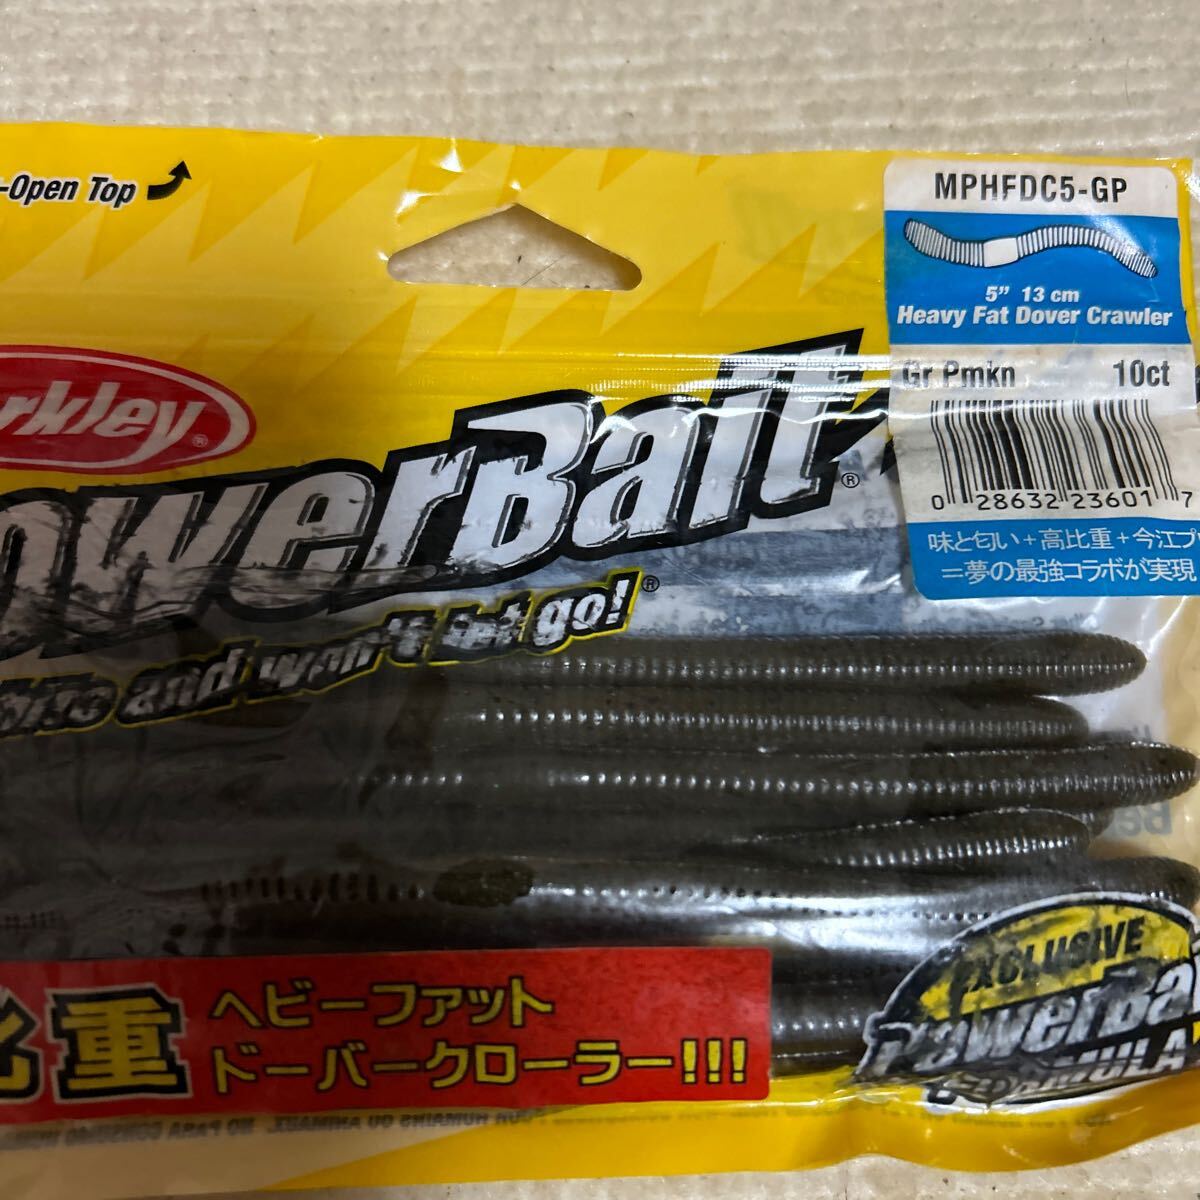 -Open Top
MPHFDC5-GP
5" 13 cm
Heavy Fat Dover Crawler
Gr Pmkn 10ct
0 28632 23601 7
味と匂い+高比重+今江プ
=夢の最強コラボが実現
rkley®
owerBait®
and won't let go!®
EXCLUSIVE
PowerBai
FORMULA
比重
ヘビーファット
ドーバークローラー!!!